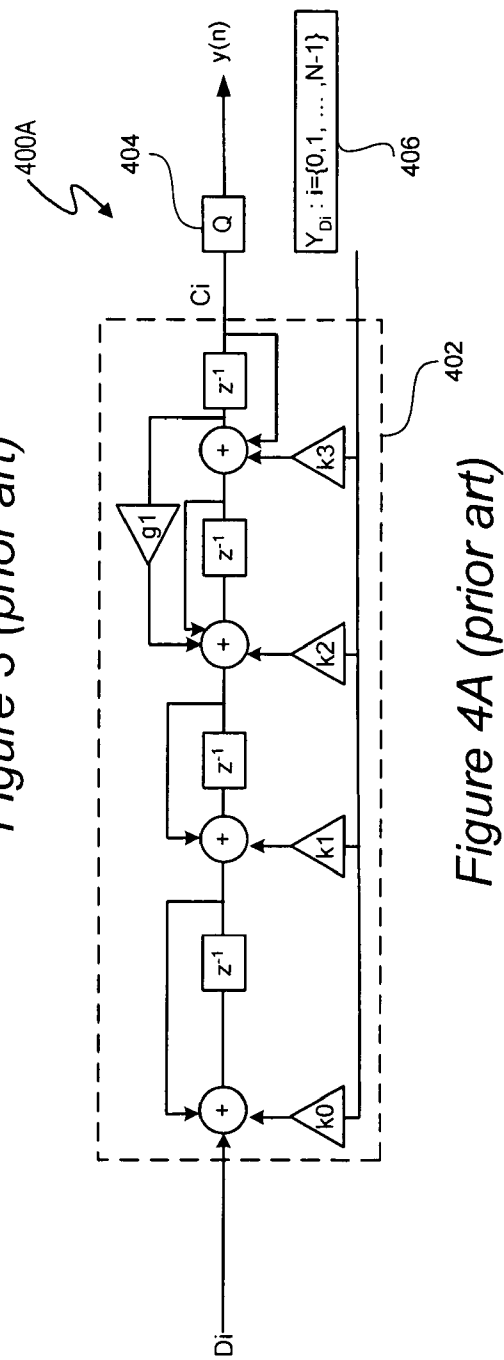 Figure 3 (prior art)
400A
404
Q
y(n)
Ci
Y_Di : i={0,1, ... ,N-1}
406
g1
z⁻¹
z⁻¹
z⁻¹
z⁻¹
+
+
+
+
Di
k0
k1
k2
k3
402
Figure 4A (prior art)